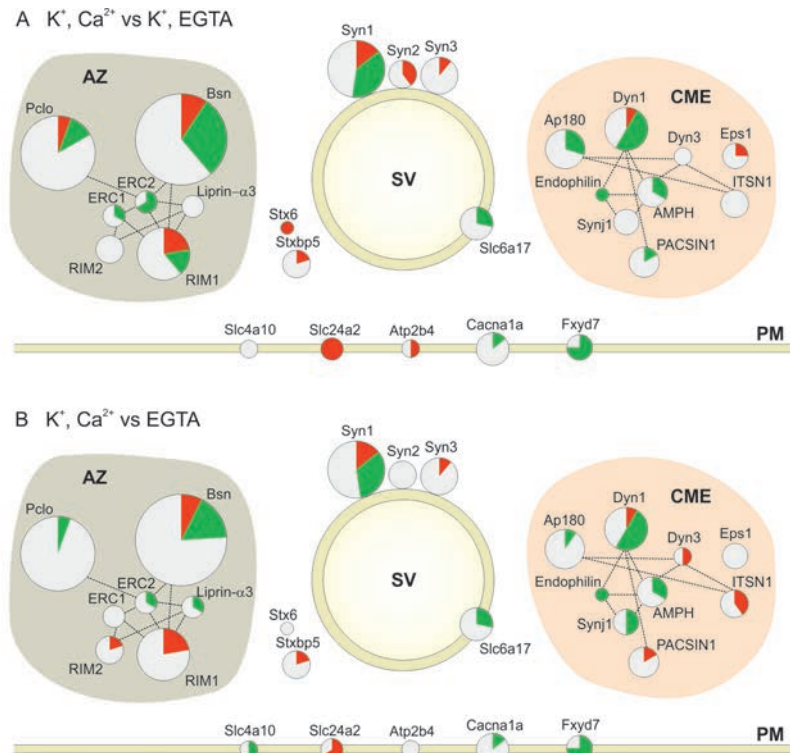 A K⁺, Ca²⁺ vs K⁺, EGTA
AZ
Pclo
Bsn
ERC2
ERC1
Liprin-α3
RIM2
RIM1
Syn1
Syn2
Syn3
SV
Stx6
Stxbp5
Slc6a17
CME
Dyn1
Ap180
Dyn3
Eps1
Endophilin
ITSN1
AMPH
Synj1
PACSIN1
Slc4a10
Slc24a2
Atp2b4
Cacna1a
Fxyd7
PM
B K⁺, Ca²⁺ vs EGTA
AZ
Pclo
Bsn
ERC2
ERC1
Liprin-α3
RIM2
RIM1
Syn1
Syn2
Syn3
SV
Stx6
Stxbp5
Slc6a17
CME
Dyn1
Ap180
Dyn3
Eps1
Endophilin
ITSN1
AMPH
Synj1
PACSIN1
Slc4a10
Slc24a2
Atp2b4
Cacna1a
Fxyd7
PM